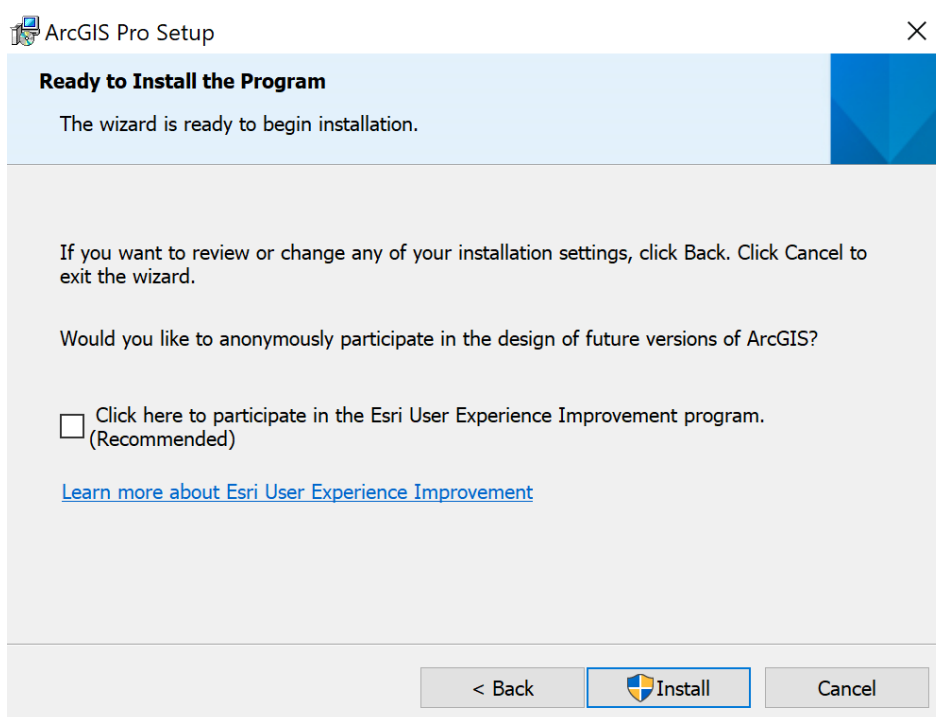 ArcGIS Pro Setup
Ready to Install the Program
The wizard is ready to begin installation.
If you want to review or change any of your installation settings, click Back. Click Cancel to
exit the wizard.
Would you like to anonymously participate in the design of future versions of ArcGIS?
Click here to participate in the Esri User Experience Improvement program.
(Recommended)
Learn more about Esri User Experience Improvement
< Back
Install
Cancel